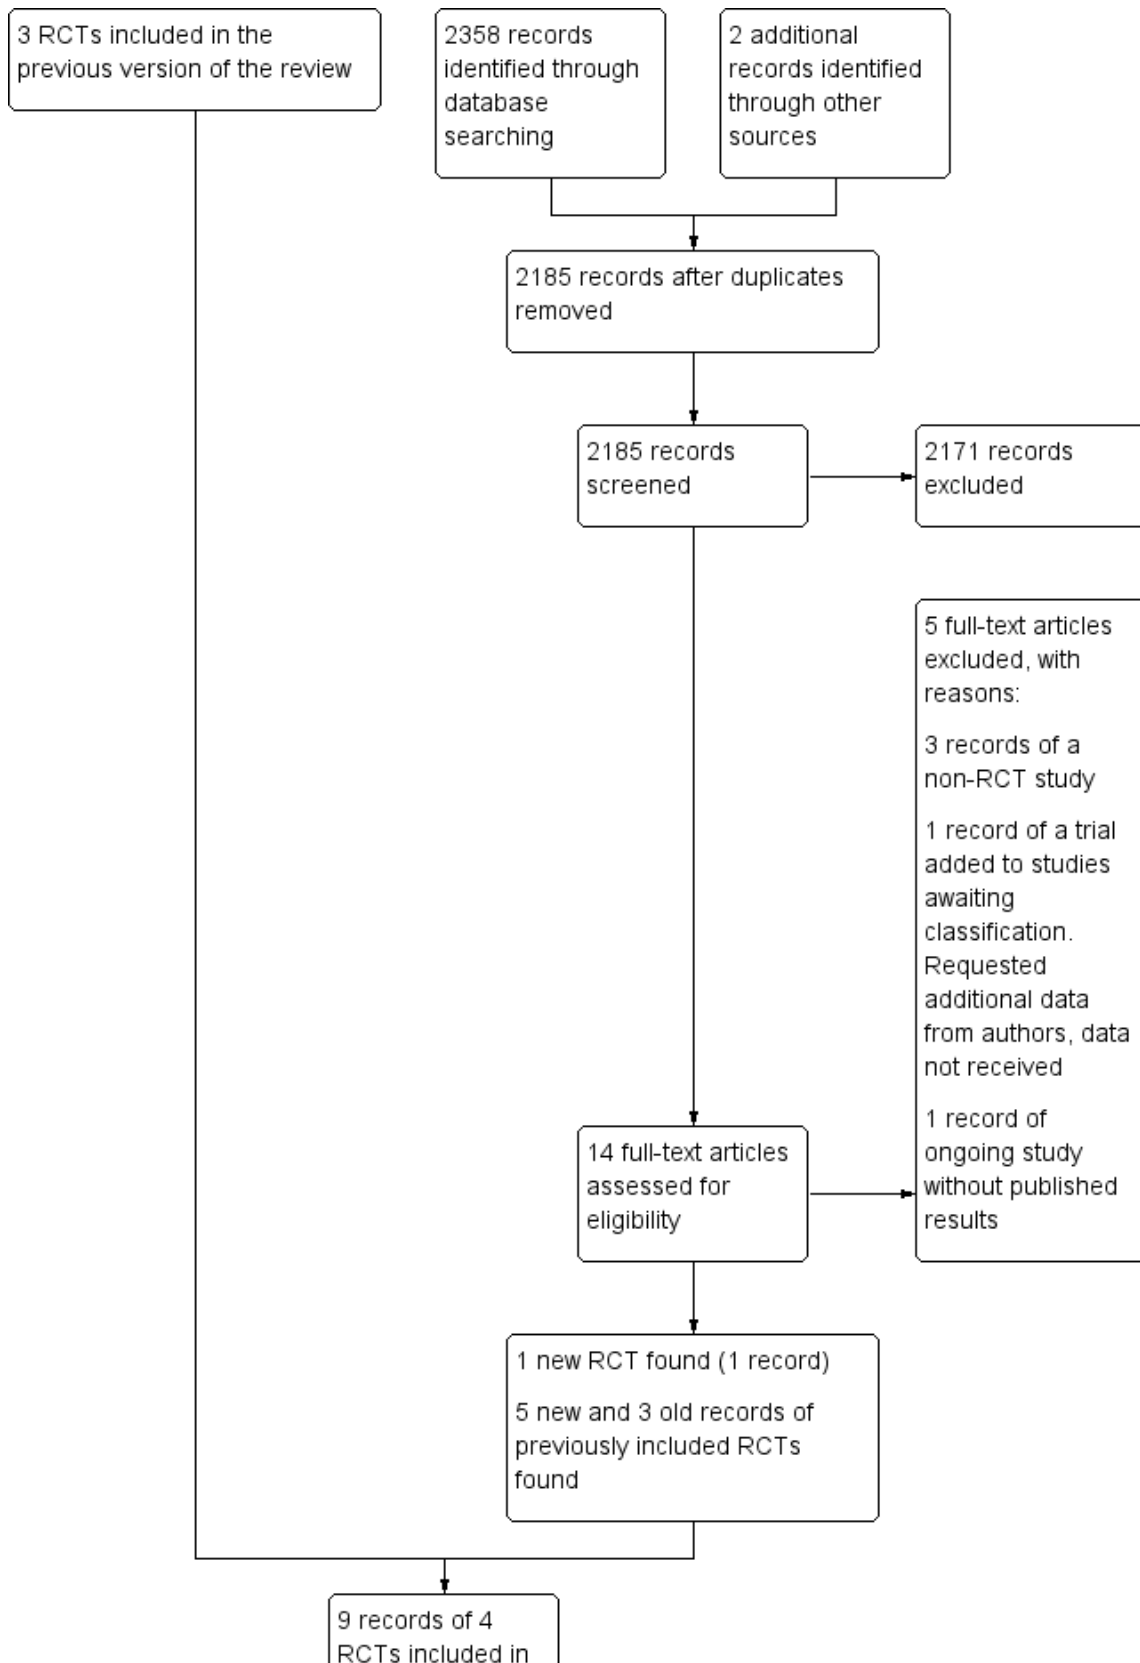 3 RCTs included in the
previous version of the review
2358 records
identified through
database
searching
2 additional
records identified
through other
sources
2185 records after duplicates
removed
2185 records
screened
2171 records
excluded
5 full-text articles
excluded, with
reasons:
3 records of a
non-RCT study
1 record of a trial
added to studies
awaiting
classification.
Requested
additional data
from authors, data
not received
1 record of
ongoing study
without published
results
14 full-text articles
assessed for
eligibility
1 new RCT found (1 record)
5 new and 3 old records of
previously included RCTs
found
9 records of 4
RCTs included in